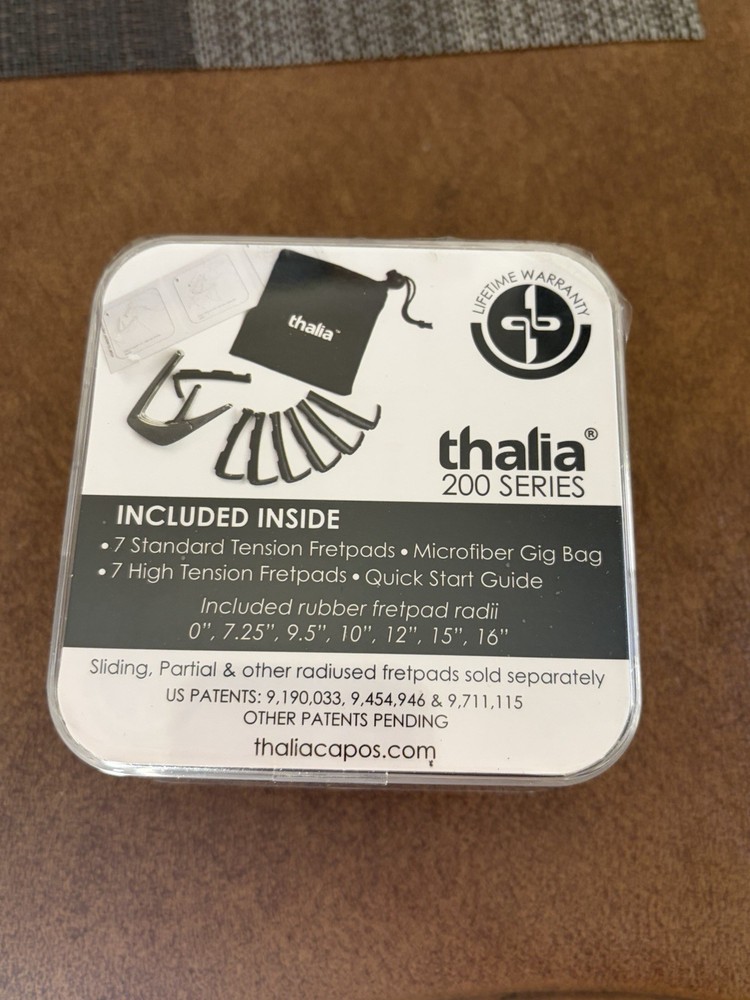 LIFETIME WARRANTY
thalia™
thalia®
200 SERIES
INCLUDED INSIDE
• 7 Standard Tension Fretpads • Microfiber Gig Bag
• 7 High Tension Fretpads • Quick Start Guide
Included rubber fretpad radii
0", 7.25", 9.5", 10", 12", 15", 16"
Sliding, Partial & other radiused fretpads sold separately
US PATENTS: 9,190,033, 9,454,946 & 9,711,115
OTHER PATENTS PENDING
thaliacapos.com